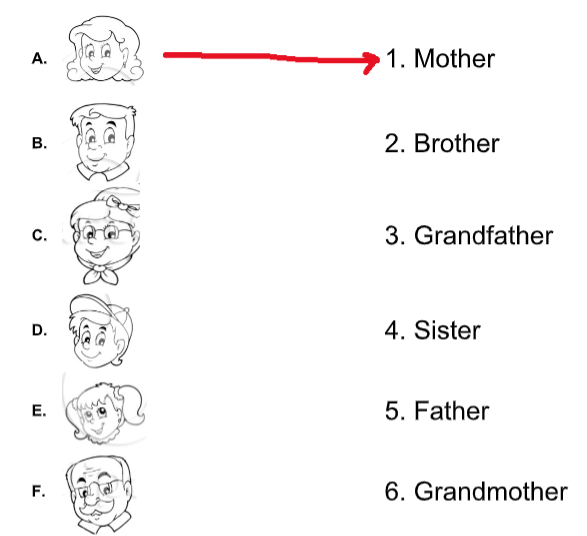 A. 1. Mother
B. 2. Brother
C. 3. Grandfather
D. 4. Sister
E. 5. Father
F. 6. Grandmother